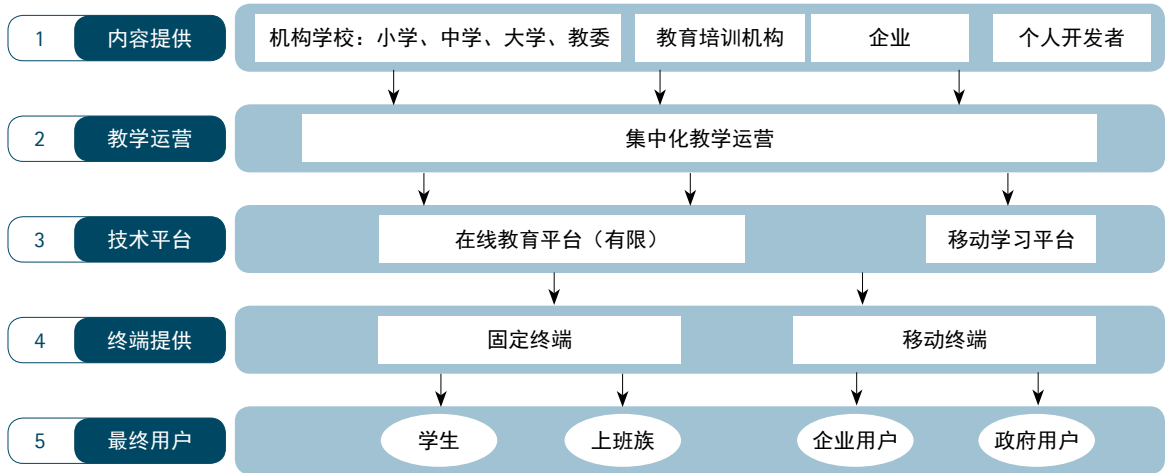 1 内容提供 机构学校：小学、中学、大学、教委 教育培训机构 企业 个人开发者
2 教学运营 集中化教学运营
3 技术平台 在线教育平台（有限） 移动学习平台
4 终端提供 固定终端 移动终端
5 最终用户 学生 上班族 企业用户 政府用户